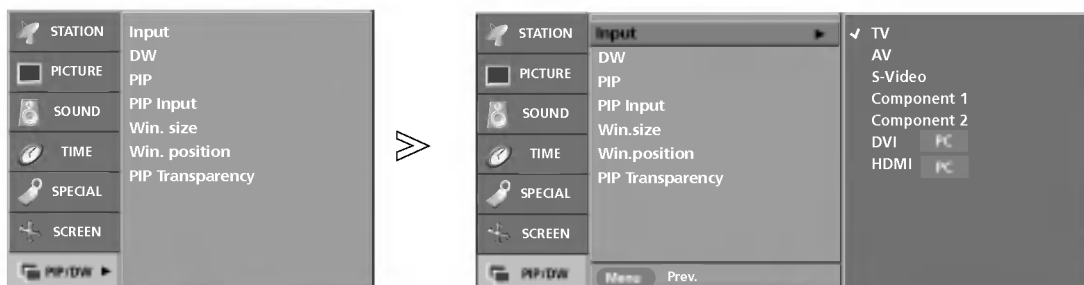 STATION
PICTURE
SOUND
TIME
SPECIAL
SCREEN
PIP/DW
Input
DW
PIP
PIP Input
Win. size
Win. position
PIP Transparency
STATION
PICTURE
SOUND
TIME
SPECIAL
SCREEN
PIP/DW
Input
DW
PIP
PIP Input
Win.size
Win.position
PIP Transparency
Menu Prev.
TV
AV
S-Video
Component 1
Component 2
DVI PC
HDMI PC